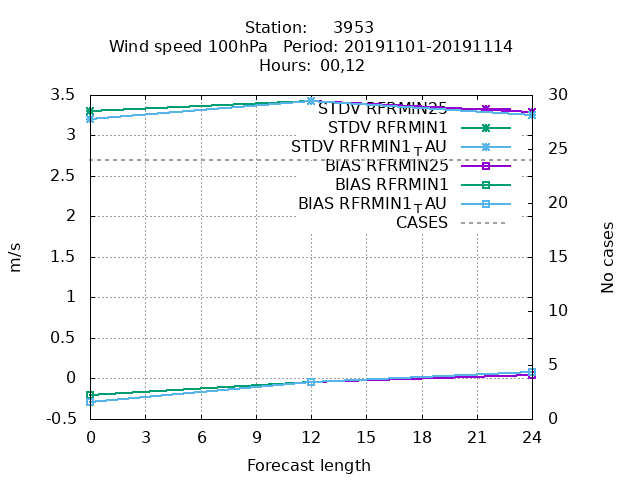 Station:     3953
Wind speed 100hPa   Period: 20191101-20191114
Hours: 00,12
3.5
3
2.5
2
1.5
1
0.5
0
-0.5
m/s
STDV RFRMIN25
STDV RFRMIN1
STDV RFRMIN1_TAU
BIAS RFRMIN25
BIAS RFRMIN1
BIAS RFRMIN1_TAU
CASES
30
25
20
15
10
5
0
No cases
0 3 6 9 12 15 18 21 24
Forecast length